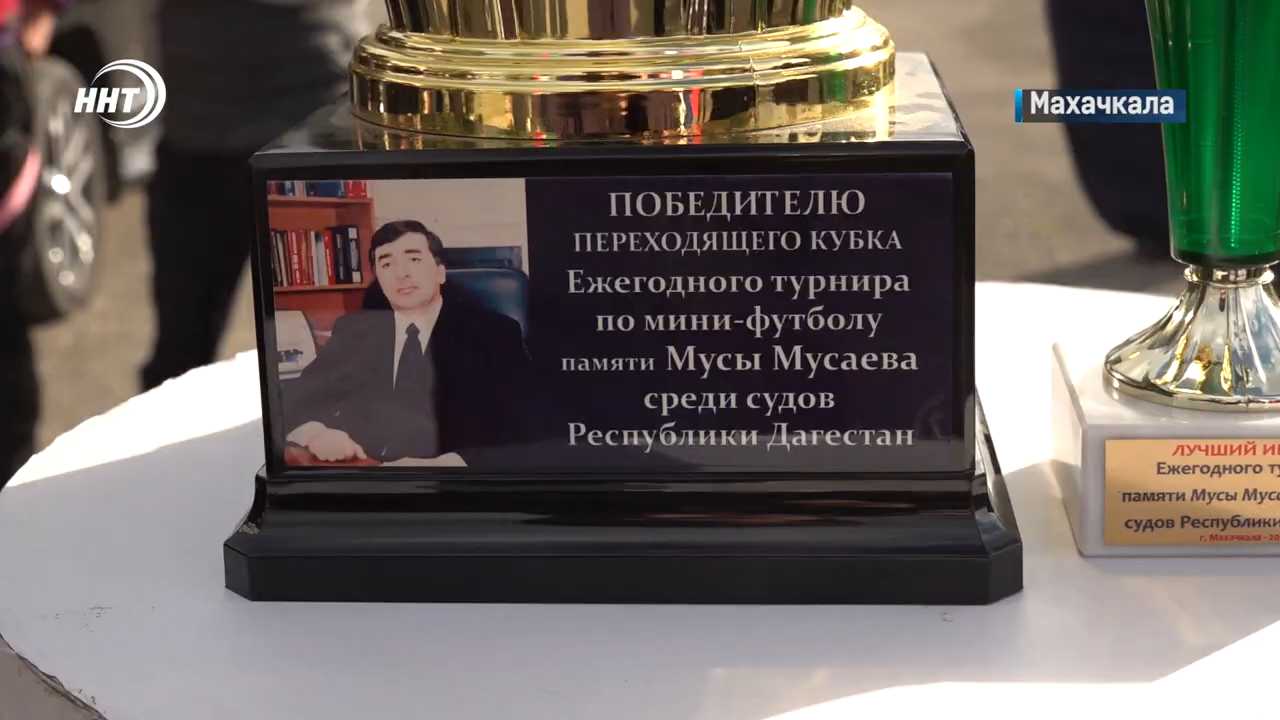 ННТ
Махачкала
ПОБЕДИТЕЛЮ
ПЕРЕХОДЯЩЕГО КУБКА
Ежегодного турнира
по мини-футболу
памяти Мусы Мусаева
среди судов
Республики Дагестан
ЛУЧШИЙ
Ежегодного
памяти Мусы
судов Республики
г. Махачкала -